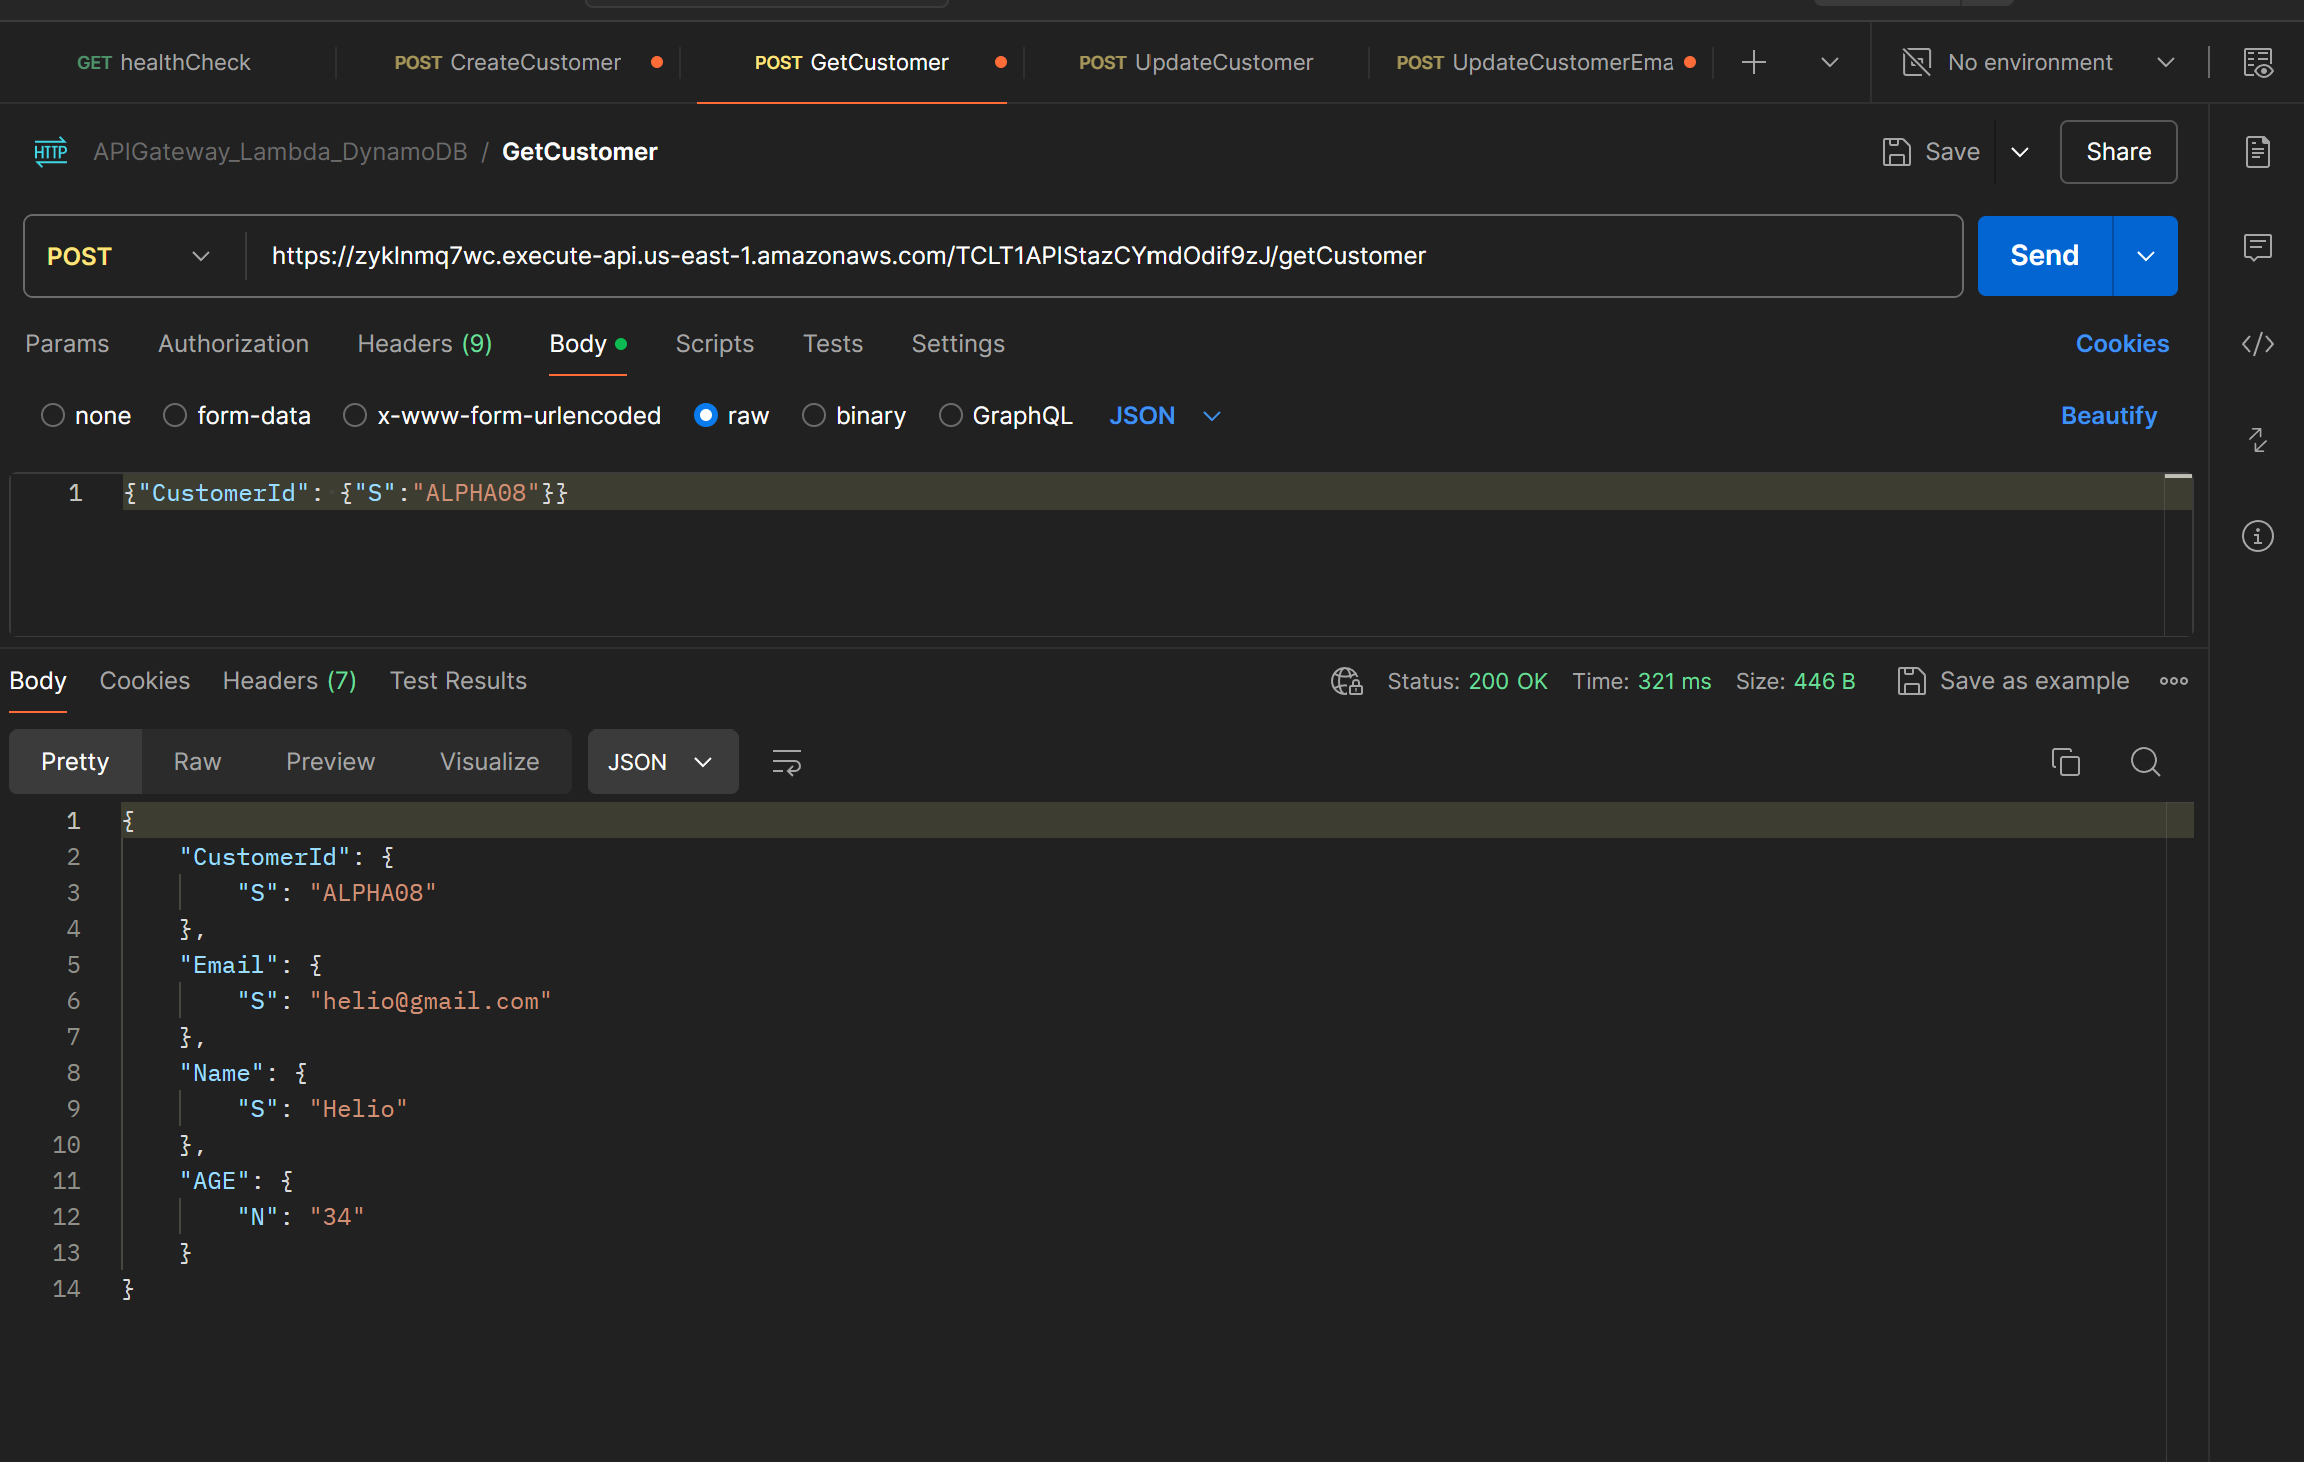 GET healthCheck POST CreateCustomer POST GetCustomer POST UpdateCustomer POST UpdateCustomerEma No environment
HTTP APIGateway_Lambda_DynamoDB / GetCustomer Save Share
POST https://zyklnmq7wc.execute-api.us-east-1.amazonaws.com/TCLT1APIStazCYmdOdif9zJ/getCustomer Send
Params Authorization Headers (9) Body Scripts Tests Settings Cookies
none form-data x-www-form-urlencoded raw binary GraphQL JSON Beautify
1 {"CustomerId": {"S":"ALPHA08"}}
Body Cookies Headers (7) Test Results Status: 200 OK Time: 321 ms Size: 446 B Save as example
Pretty Raw Preview Visualize JSON
1 {
2 "CustomerId": {
3 "S": "ALPHA08"
4 },
5 "Email": {
6 "S": "helio@gmail.com"
7 },
8 "Name": {
9 "S": "Helio"
10 },
11 "AGE": {
12 "N": "34"
13 }
14 }